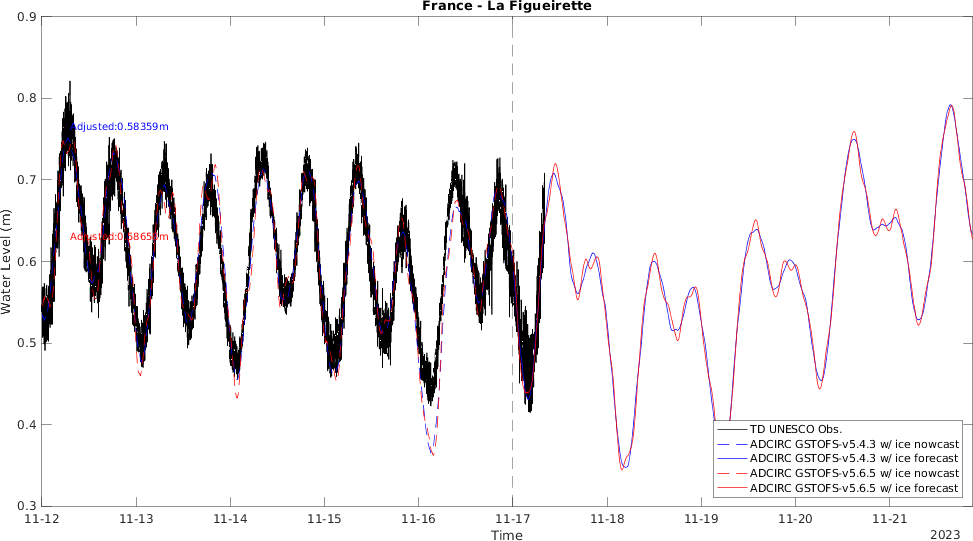 France - La Figueirette
0.9
0.8
0.7
0.6
0.5
0.4
0.3
Water Level (m)
Adjusted:0.58359m
TD UNESCO Obs.
ADCIRC GSTOFS-v5.4.3 w/ ice nowcast
ADCIRC GSTOFS-v5.4.3 w/ ice forecast
ADCIRC GSTOFS-v5.6.5 w/ ice nowcast
ADCIRC GSTOFS-v5.6.5 w/ ice forecast
11-12 11-13 11-14 11-15 11-16 11-17 11-18 11-19 11-20 11-21
Time
2023